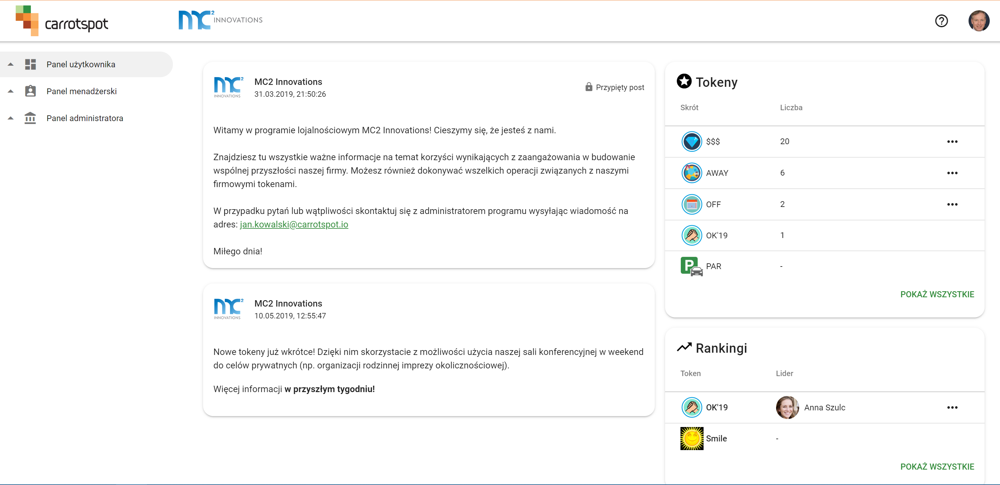 carrotspot
mc² INNOVATIONS
Panel użytkownika
Panel menadżerski
Panel administratora
mc²
INNOVATIONS
MC2 Innovations
31.03.2019, 21:50:26
Przypięty post
Witamy w programie lojalnościowym MC2 Innovations! Cieszymy się, że jesteś z nami.
Znajdziesz tu wszystkie ważne informacje na temat korzyści wynikających z zaangażowania w budowanie
wspólnej przyszłości naszej firmy. Możesz również dokonywać wszelkich operacji związanych z naszymi
firmowymi tokenami.
W przypadku pytań lub wątpliwości skontaktuj się z administratorem programu wysyłając wiadomość na
adres: jan.kowalski@carrotspot.io
Miłego dnia!
mc²
INNOVATIONS
MC2 Innovations
10.05.2019, 12:55:47
Nowe tokeny już wkrótce! Dzięki nim skorzystacie z możliwości użycia naszej sali konferencyjnej w weekend
do celów prywatnych (np. organizacji rodzinnej imprezy okolicznościowej).
Więcej informacji w przyszłym tygodniu!
Tokeny
Skrót Liczba
$$$ 20
AWAY 6
OFF 2
OK'19 1
P PAR -
POKAŻ WSZYSTKIE
Rankingi
Token Lider
OK'19 Anna Szulc
Smile -
POKAŻ WSZYSTKIE